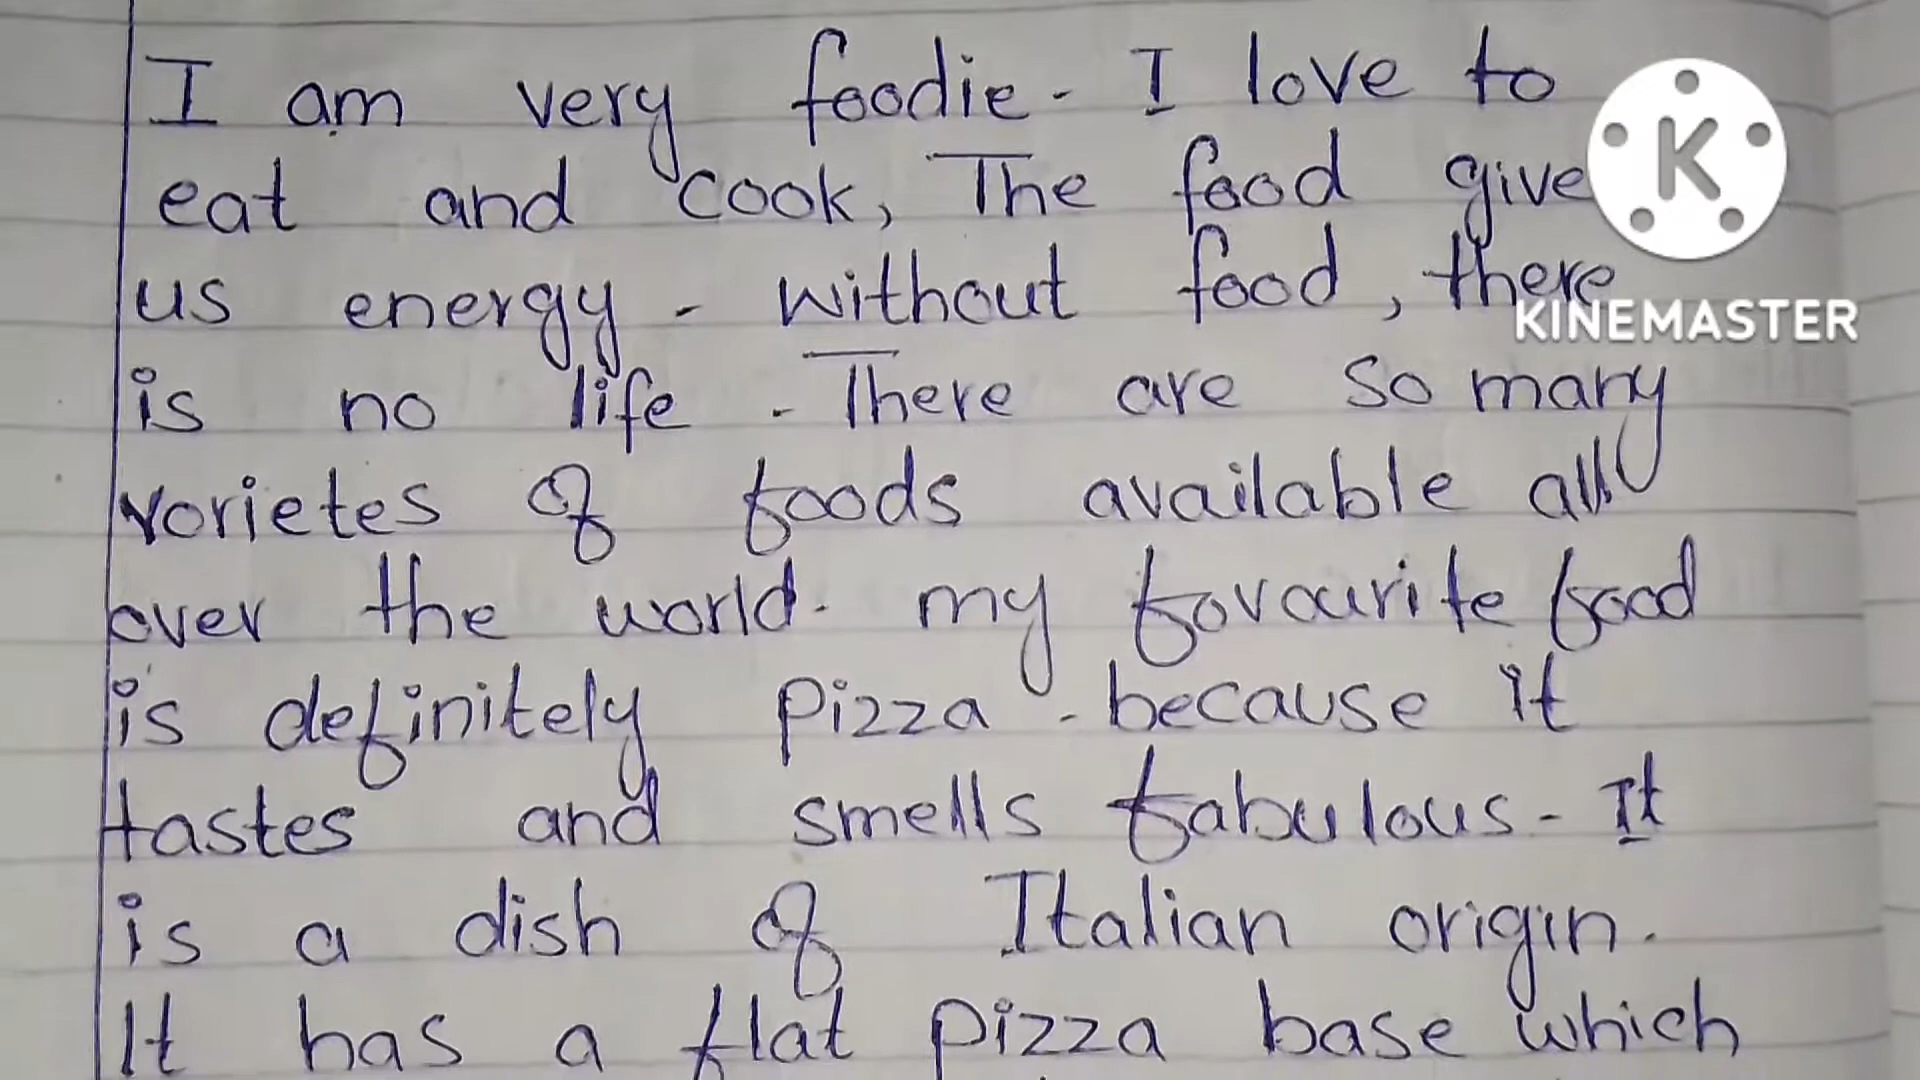 I am very foodie. I love to
eat and cook, The food give
us energy. without food, there
is no life. There are so many
vorietes of foods available all
over the world. my favourite food
is definitely pizza. because it
tastes and smells fabulous. It
is a dish of Italian origin.
It has a flat pizza base which
K
KINEMASTER